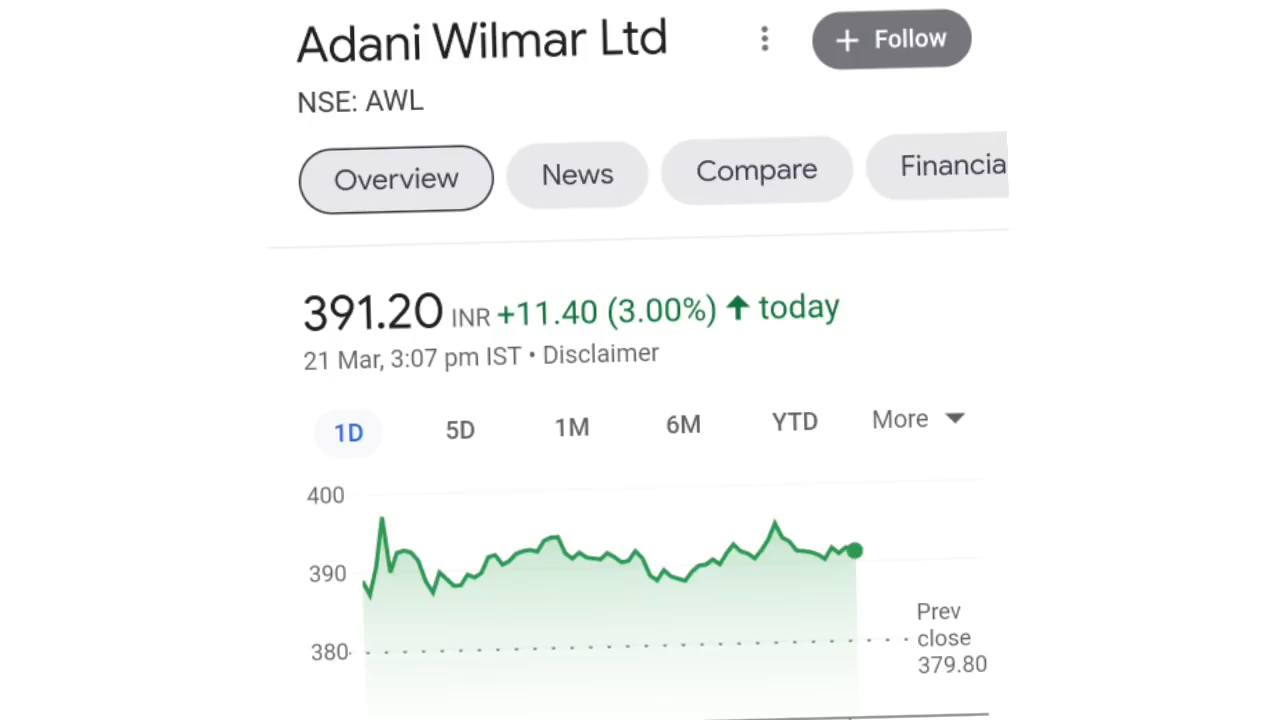 Adani Wilmar Ltd
+ Follow
NSE: AWL
Overview News Compare Financia
391.20 INR +11.40 (3.00%) ↑ today
21 Mar, 3:07 pm IST • Disclaimer
1D 5D 1M 6M YTD More
400
390
380
Prev
close
379.80